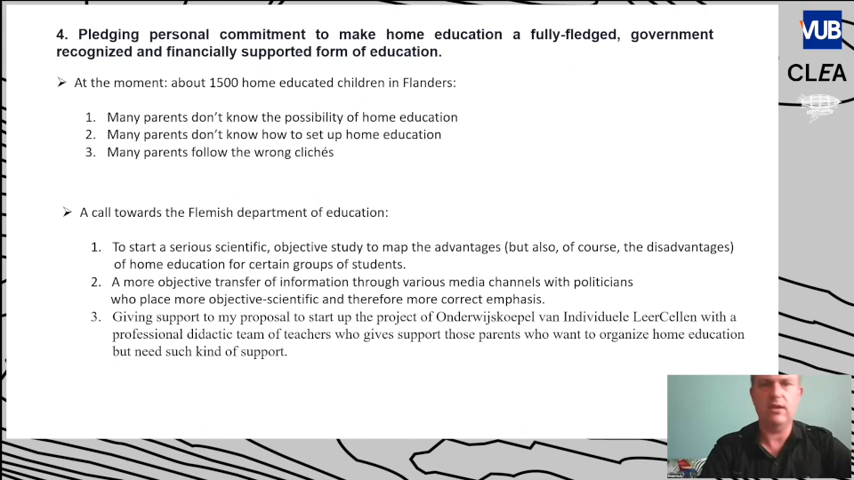 4. Pledging personal commitment to make home education a fully-fledged, government
recognized and financially supported form of education.
➢ At the moment: about 1500 home educated children in Flanders:
1. Many parents don’t know the possibility of home education
2. Many parents don’t know how to set up home education
3. Many parents follow the wrong clichés
➢ A call towards the Flemish department of education:
1. To start a serious scientific, objective study to map the advantages (but also, of course, the disadvantages)
of home education for certain groups of students.
2. A more objective transfer of information through various media channels with politicians
who place more objective-scientific and therefore more correct emphasis.
3. Giving support to my proposal to start up the project of Onderwijskoepel van Individuele LeerCellen with a
professional didactic team of teachers who gives support those parents who want to organize home education
but need such kind of support.
VUB
CLEA